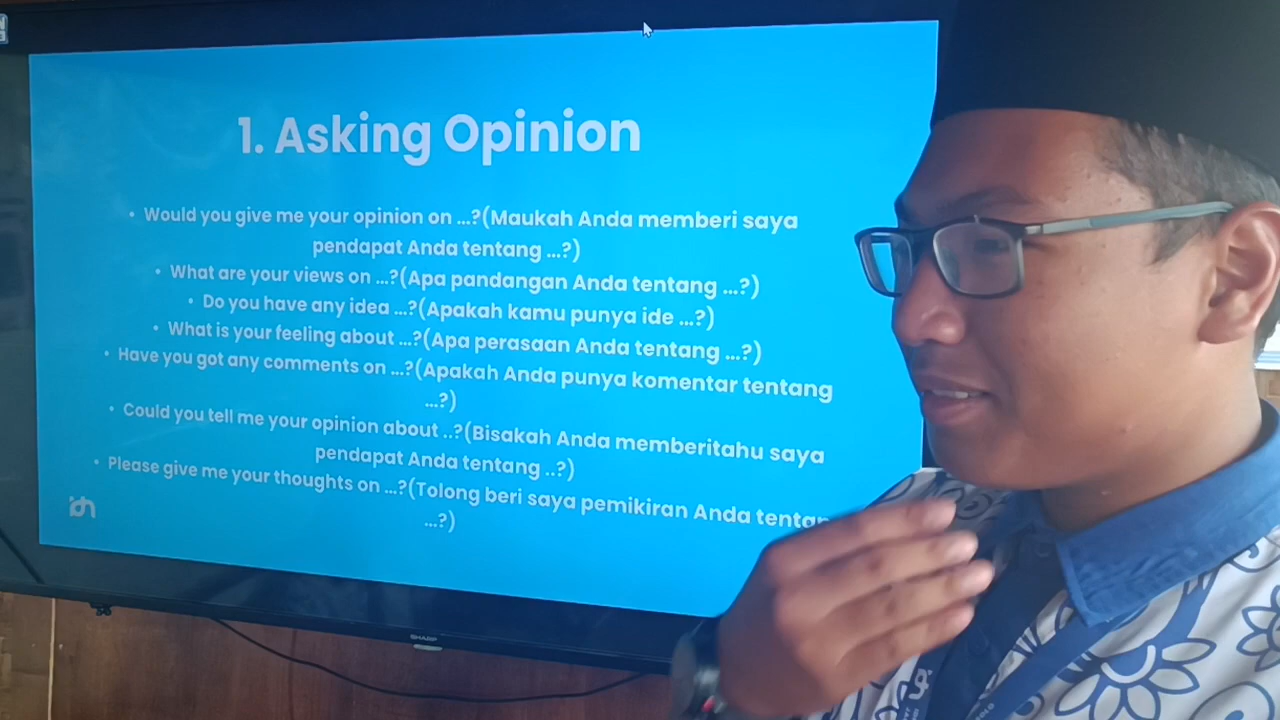 1. Asking Opinion
• Would you give me your opinion on ...?(Maukah Anda memberi saya
pendapat Anda tentang ...?)
• What are your views on ...?(Apa pandangan Anda tentang ...?)
• Do you have any idea ...?(Apakah kamu punya ide ...?)
• What is your feeling about ...?(Apa perasaan Anda tentang ...?)
• Have you got any comments on ...?(Apakah Anda punya komentar tentang
...?)
• Could you tell me your opinion about ..?(Bisakah Anda memberitahu saya
pendapat Anda tentang ..?)
• Please give me your thoughts on ...?(Tolong beri saya pemikiran Anda
...?)
SHARP